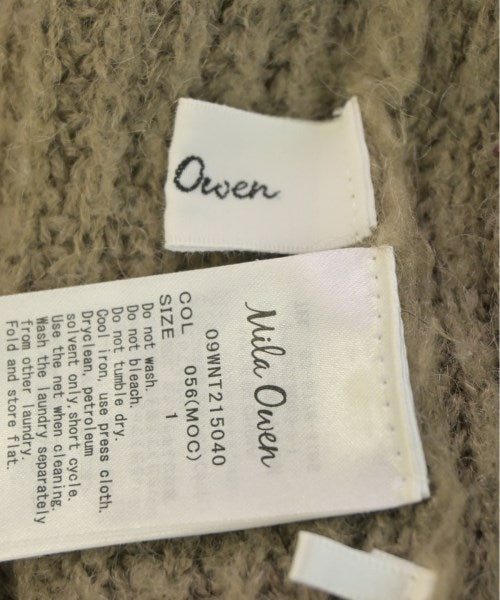 Owen
Mila Owen
09WNT215040
COL 056(MOC)
SIZE 1
Do not wash.
Do not bleach.
Do not tumble dry.
Cool iron, use press cloth.
Dryclean, petroleum
solvent only short cycle.
Use the net when cleaning.
Wash the laundry separately
from other laundry.
Fold and store flat.